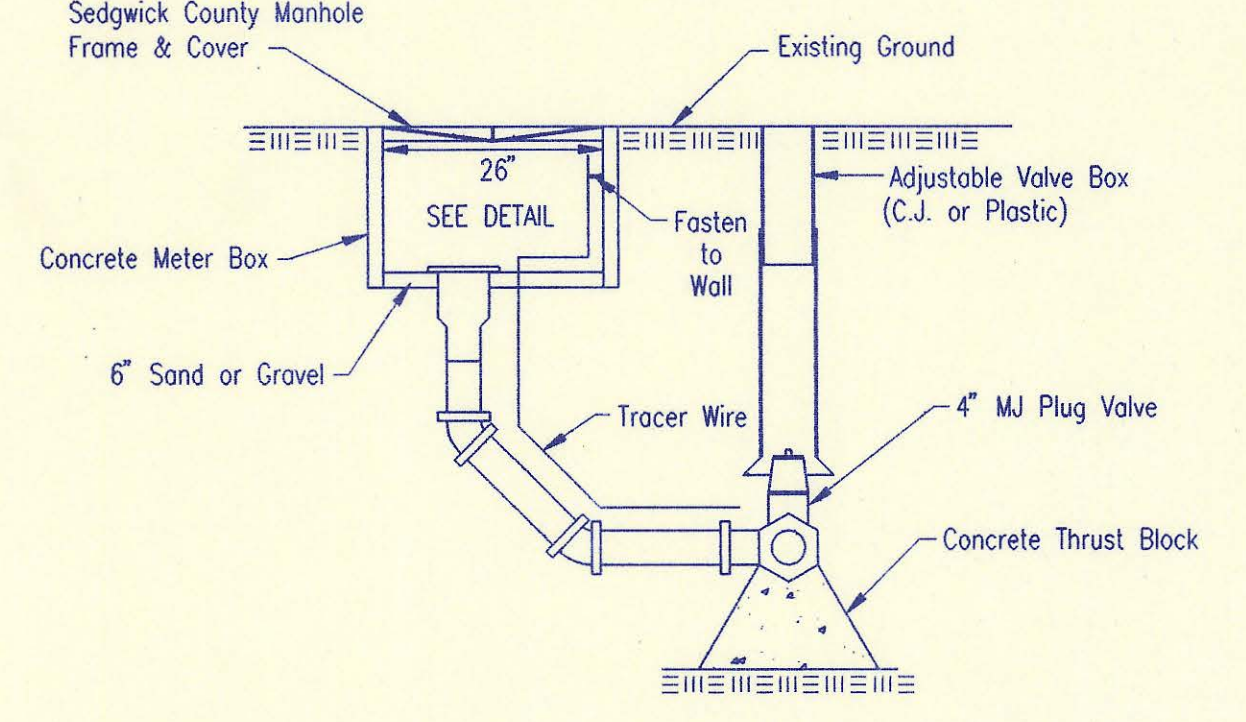 Sedgwick County Manhole
Frame & Cover
Existing Ground
26"
SEE DETAIL
Adjustable Valve Box
(C.J. or Plastic)
Fasten
to
Wall
Concrete Meter Box
6" Sand or Gravel
Tracer Wire
4" MJ Plug Valve
Concrete Thrust Block